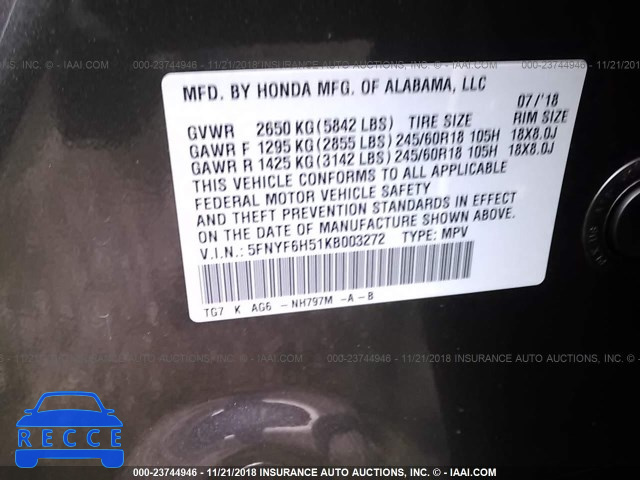 000-23744946 - 11/21/2018 INSURANCE AUTO AUCTIONS, INC. - © IAAI.COM
MFD. BY HONDA MFG. OF ALABAMA, LLC
07/'18
GVWR 2650 KG(5842 LBS) TIRE SIZE RIM SIZE
GAWR F 1295 KG(2855 LBS) 245/60R18 105H 18X8.0J
GAWR R 1425 KG(3142 LBS) 245/60R18 105H 18X8.0J
THIS VEHICLE CONFORMS TO ALL APPLICABLE
FEDERAL MOTOR VEHICLE SAFETY
AND THEFT PREVENTION STANDARDS IN EFFECT
ON THE DATE OF MANUFACTURE SHOWN ABOVE.
V.I.N.: 5FNYF6H51KB003272 TYPE: MPV
TG7 K AG6 - NH797M -A-B
000-23744946 - 11/21/2018 INSURANCE AUTO AUCTIONS, INC. - © IAAI.COM
RECCE
000-23744946 - 11/21/2018 INSURANCE AUTO AUCTIONS, INC. - © IAAI.COM